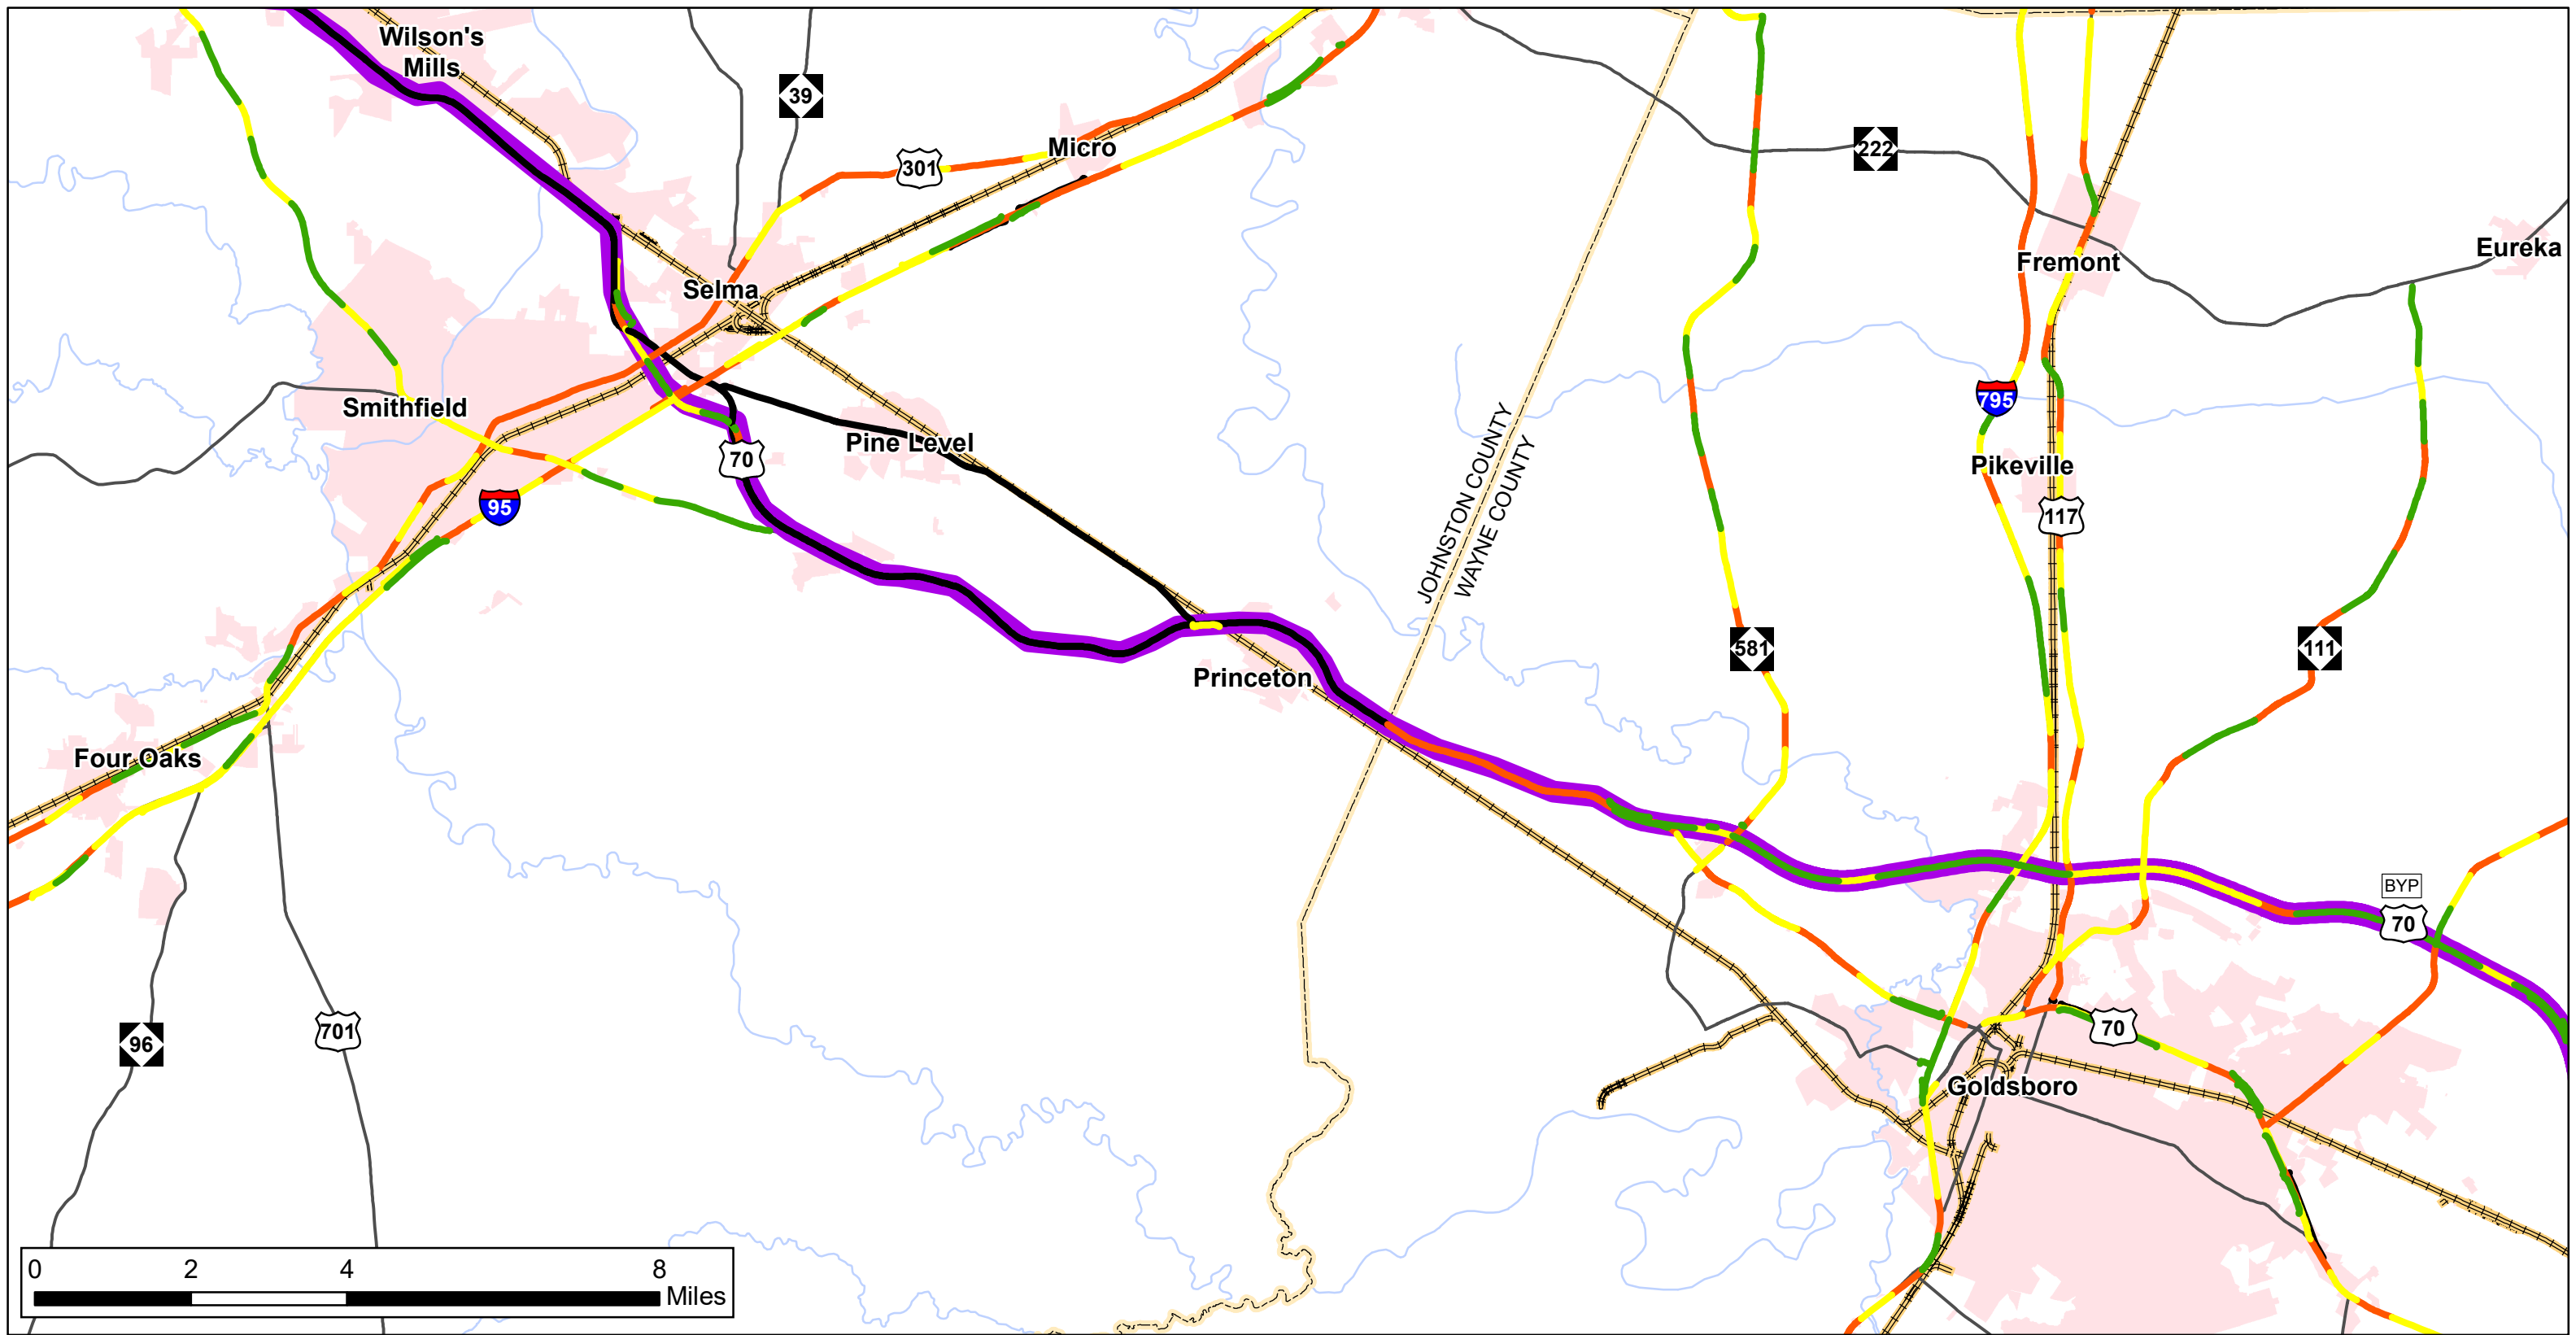 Wilson's
Mills
39
301
Micro
222
Eureka
Fremont
Selma
795
Smithfield
Pine Level
70
Pikeville
95
117
JOHNSTON COUNTY
WAYNE COUNTY
581
111
Princeton
Four Oaks
BYP
70
96
701
70
Goldsboro
0 2 4 8
Miles